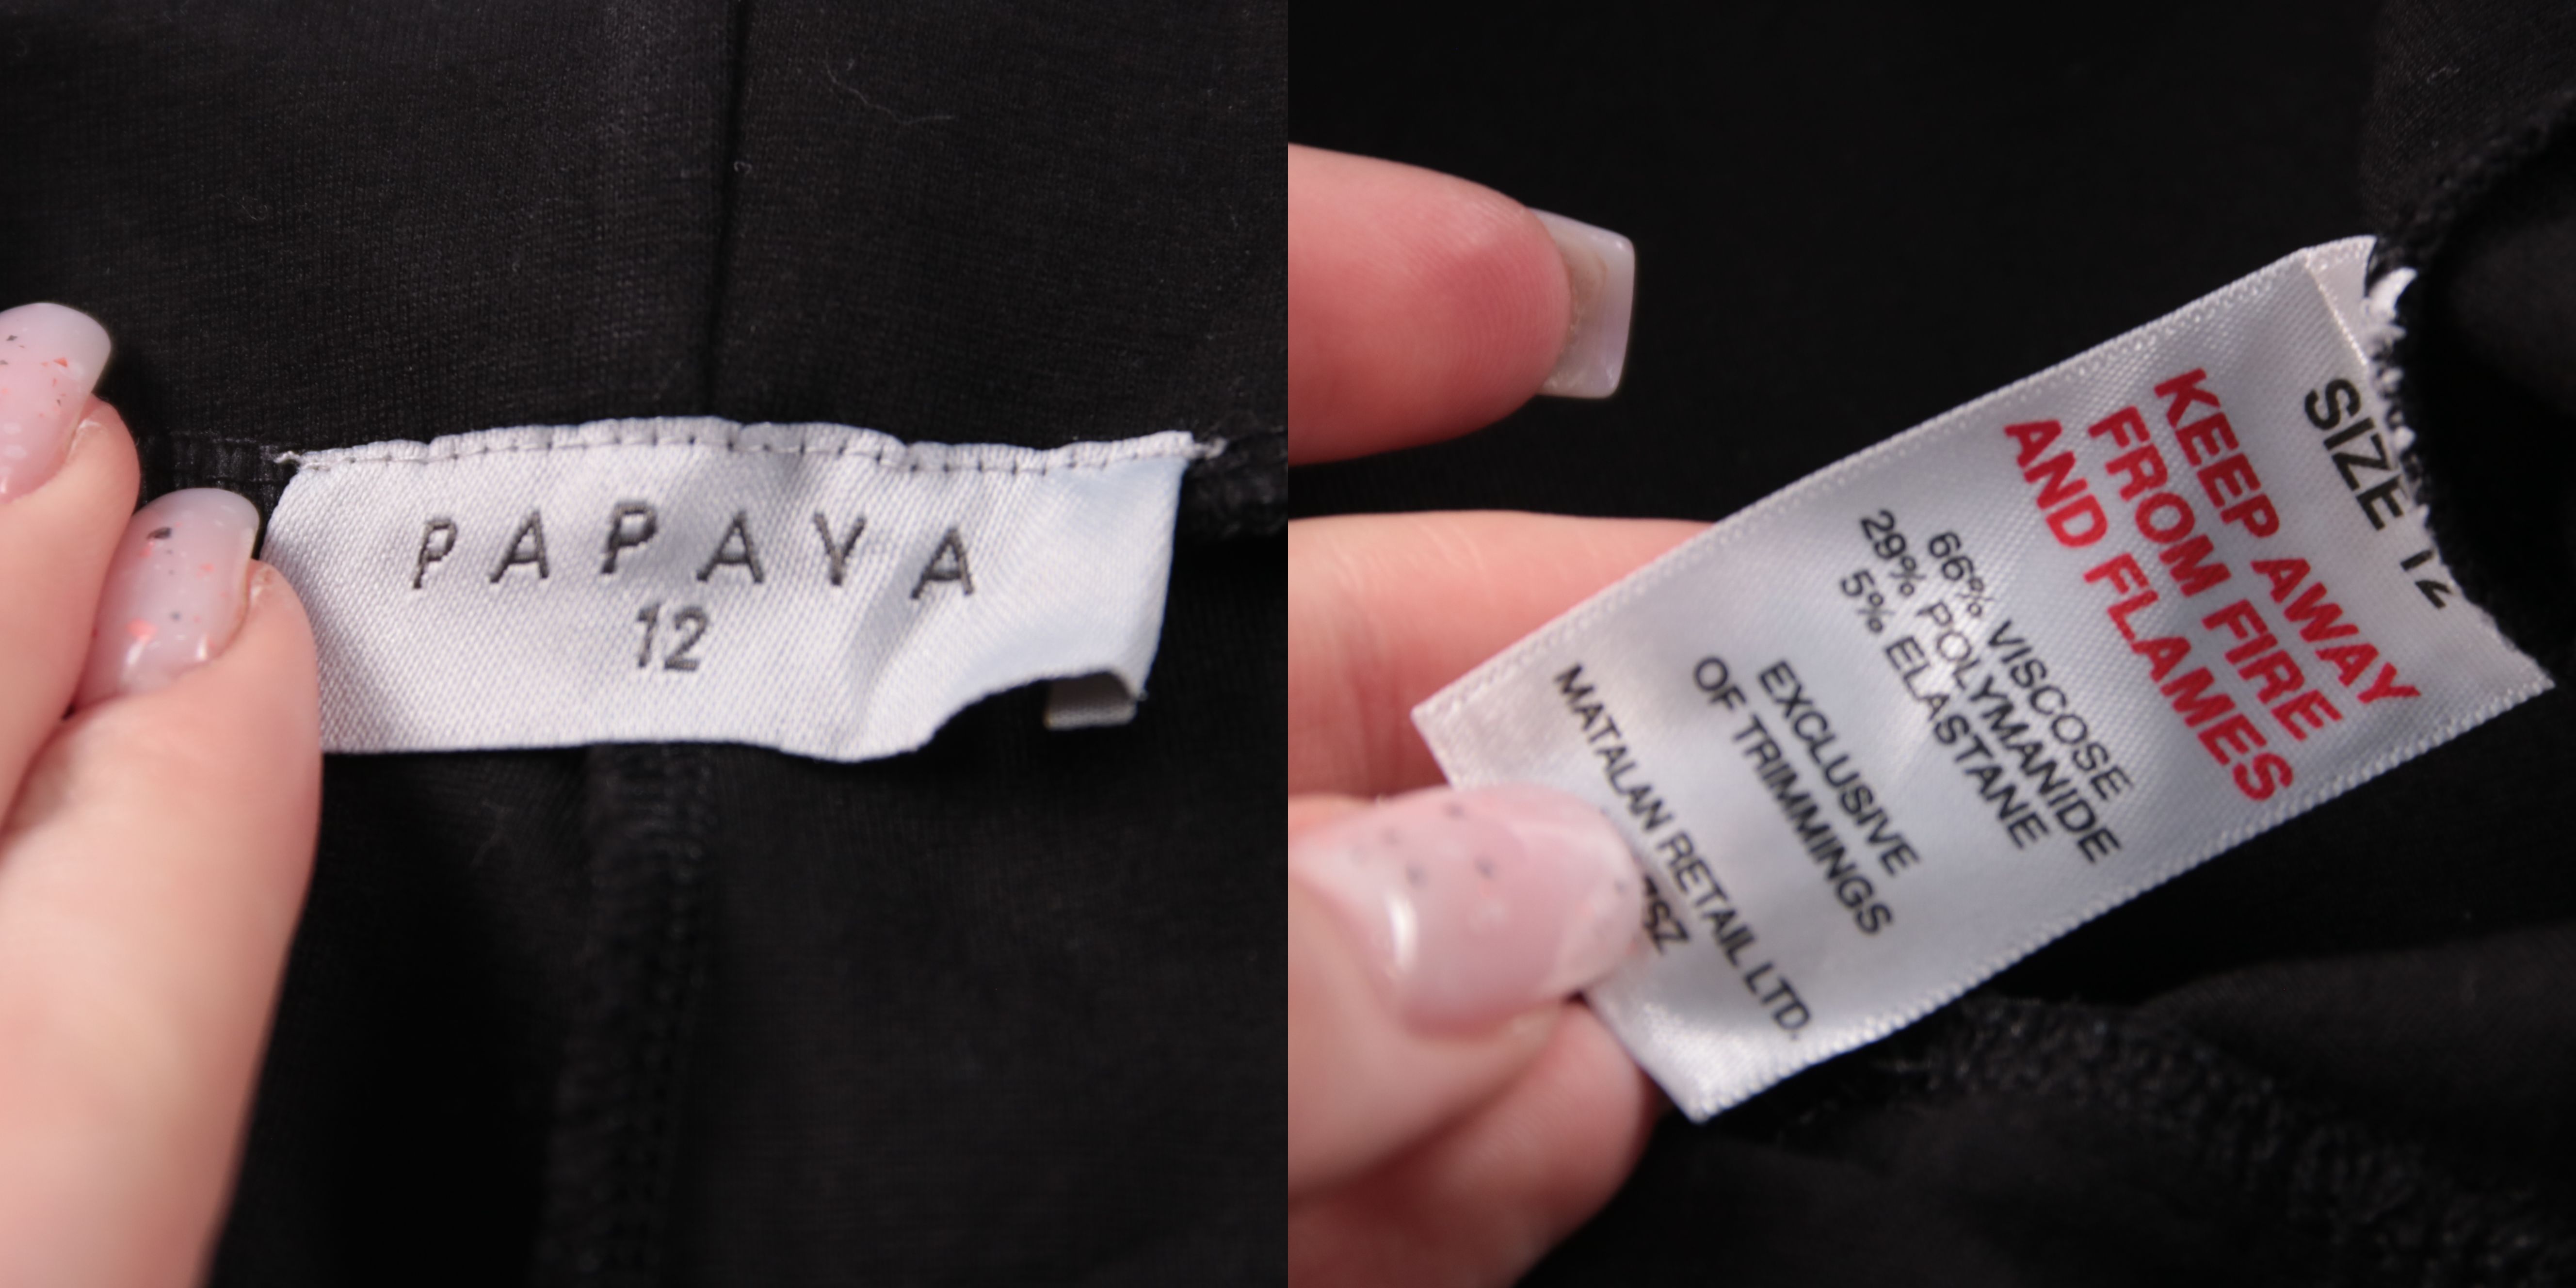 PAPAYA
12
SIZE 12
KEEP AWAY
FROM FIRE
AND FLAMES
66% VISCOSE
29% POLYMANIDE
5% ELASTANE
EXCLUSIVE
OF TRIMMINGS
MATALAN RETAIL LTD.